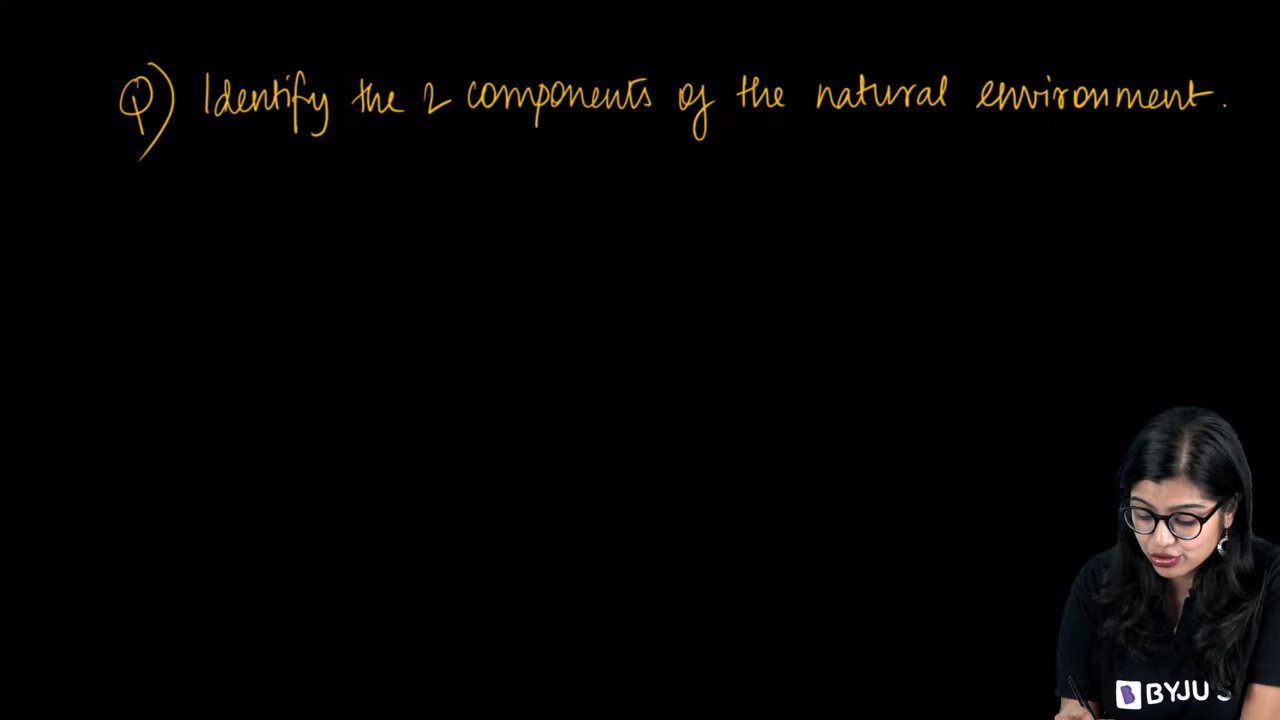 Q) Identify the 2 components of the natural environment.
BYJU'S